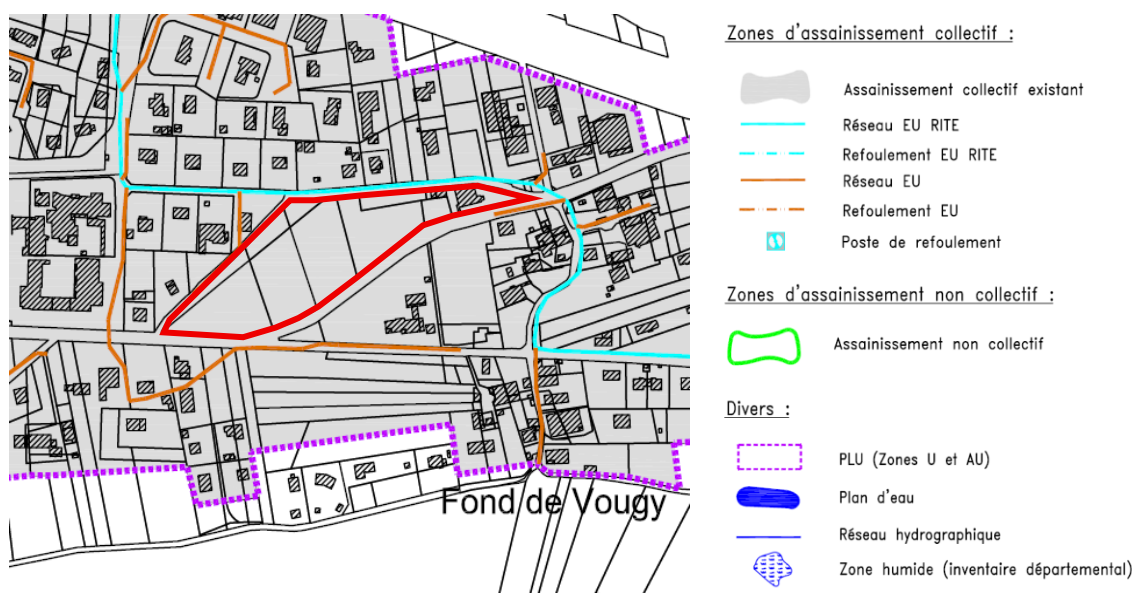 Fond de Vougy
Zones d'assainissement collectif :
Assainissement collectif existant
Réseau EU RITE
Refoulement EU RITE
Réseau EU
Refoulement EU
Poste de refoulement
Zones d'assainissement non collectif :
Assainissement non collectif
Divers :
PLU (Zones U et AU)
Plan d'eau
Réseau hydrographique
Zone humide (inventaire départemental)